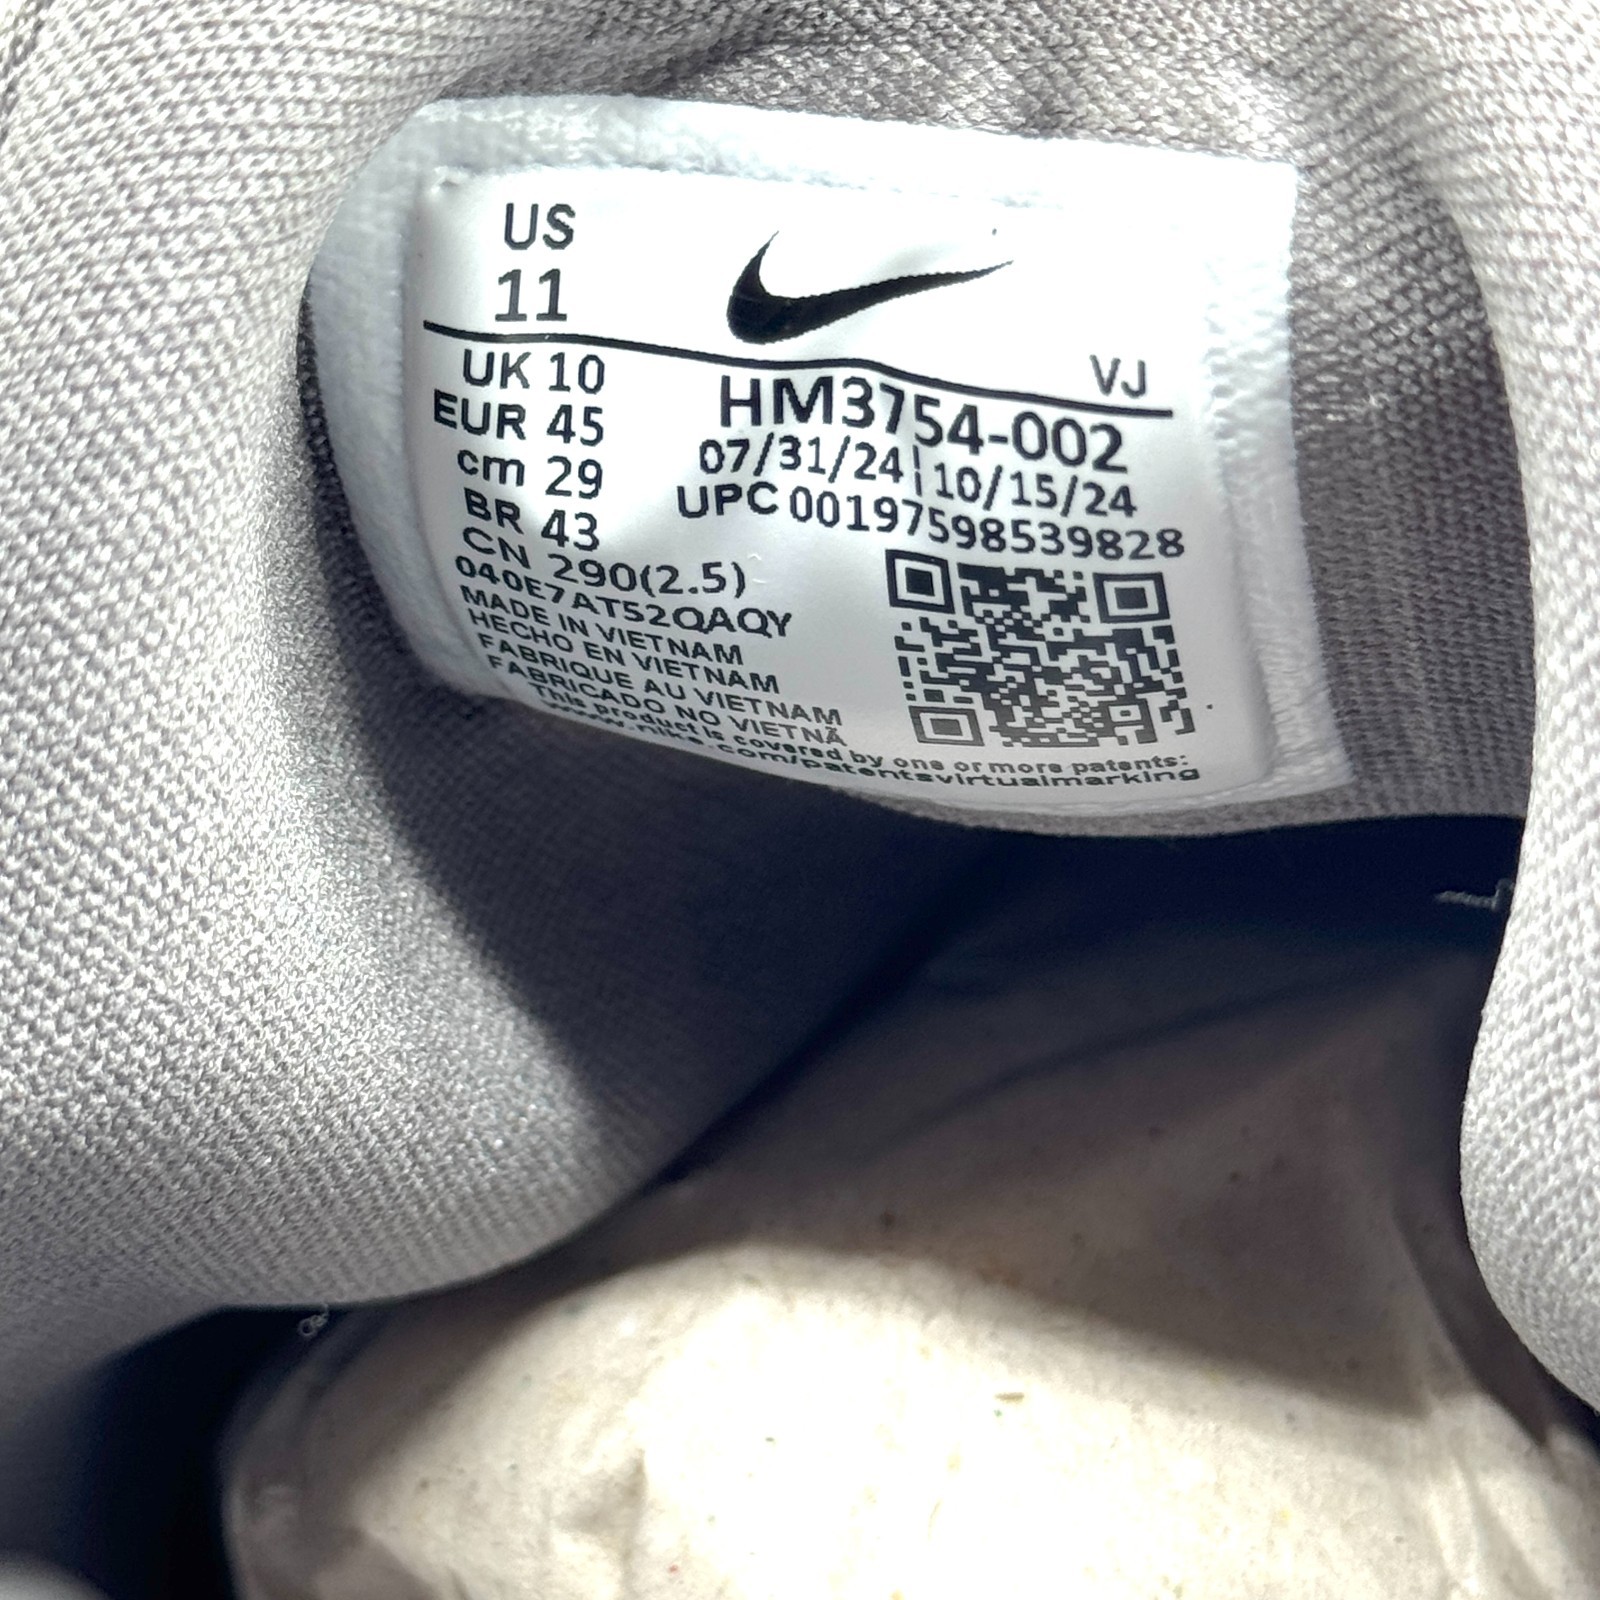 US
11
VJ
UK 10
EUR 45
cm 29
BR 43
CN 290(2.5)
HM3754-002
07/31/24 | 10/15/24
UPC 00197598539828
040E7AT52QAQY
MADE IN VIETNAM
HECHO EN VIETNAM
FABRIQUE AU VIETNAM
FABRICADO NO VIETNÃ
This product is covered by one or more patents:
www.nike.com/patentsvirtualmarking